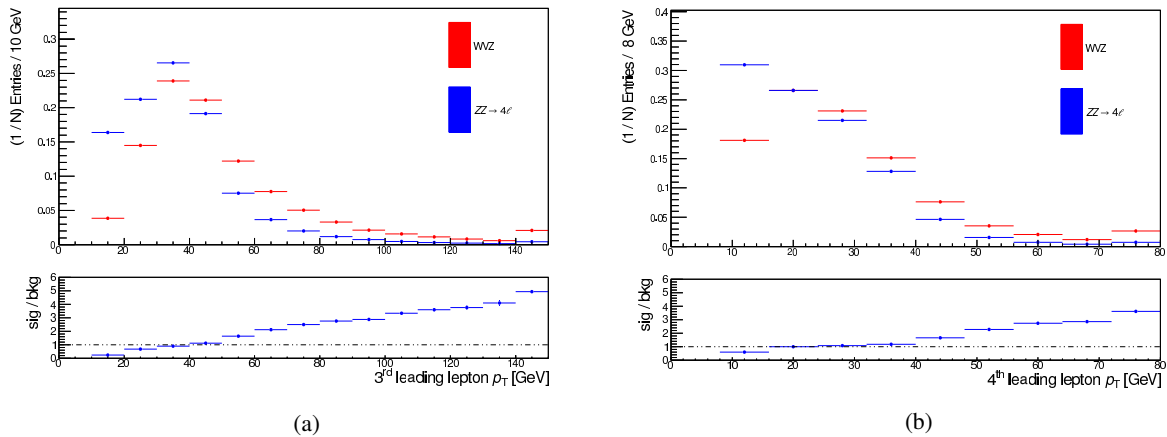 (1 / N) Entries / 10 GeV
0.3
0.25
0.2
0.15
0.1
0.05
0
0 20 40 60 80 100 120 140
WVZ
ZZ → 4ℓ
sig / bkg
6
5
4
3
2
1
0
0 20 40 60 80 100 120 140
3rd leading lepton pT [GeV]
(a)
(1 / N) Entries / 8 GeV
0.4
0.35
0.3
0.25
0.2
0.15
0.1
0.05
0
0 10 20 30 40 50 60 70 80
WVZ
ZZ → 4ℓ
sig / bkg
6
5
4
3
2
1
0
0 10 20 30 40 50 60 70 80
4th leading lepton pT [GeV]
(b)